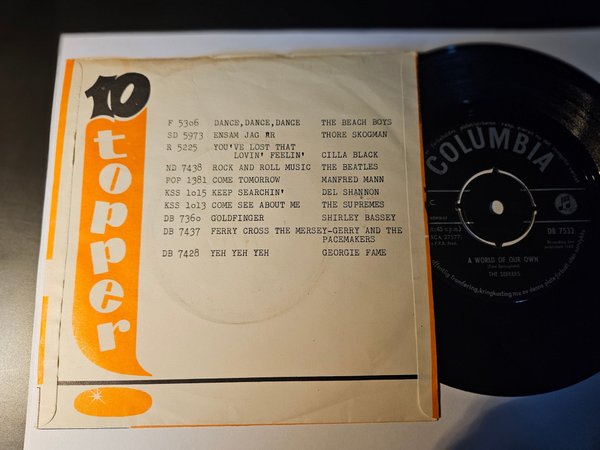 10
topper
F 5306 DANCE,DANCE,DANCE THE BEACH BOYS
SD 5973 ENSAM JAG ÄR THORE SKOGMAN
R 5225 YOU'VE LOST THAT
LOVIN' FEELIN' CILLA BLACK
ND 7438 ROCK AND ROLL MUSIC THE BEATLES
POP 1381 COME TOMORROW MANFRED MANN
KSS 1015 KEEP SEARCHIN' DEL SHANNON
KSS 1013 COME SEE ABOUT ME THE SUPREMES
DB 7360 GOLDFINGER SHIRLEY BASSEY
DB 7437 FERRY CROSS THE MERSEY-GERRY AND THE
PACEMAKERS
DB 7428 YEH YEH YEH GEORGIE FAME
COLUMBIA
DB 7532
A WORLD OF OUR OWN
(Tom Springfield)
THE SEEKERS